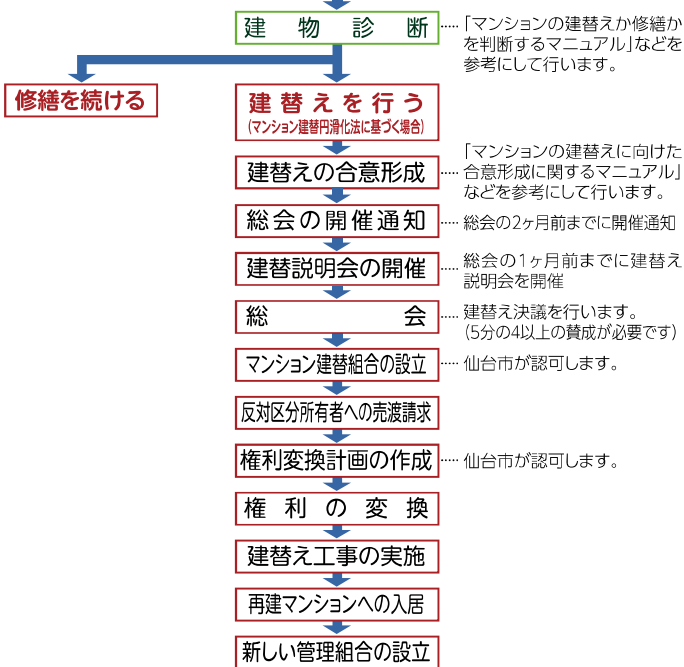 建物診断
「マンションの建替えか修繕か
を判断するマニュアル」などを
参考にして行います。
修繕を続ける
建替えを行う
(マンション建替円滑化法に基づく場合)
建替えの合意形成
「マンションの建替えに向けた
合意形成に関するマニュアル」
などを参考にして行います。
総会の開催通知
総会の2ヶ月前までに開催通知
建替説明会の開催
総会の1ヶ月前までに建替え
説明会を開催
総会
建替え決議を行います。
(5分の4以上の賛成が必要です)
マンション建替組合の設立
仙台市が認可します。
反対区分所有者への売渡請求
権利変換計画の作成
仙台市が認可します。
権利の変換
建替え工事の実施
再建マンションへの入居
新しい管理組合の設立